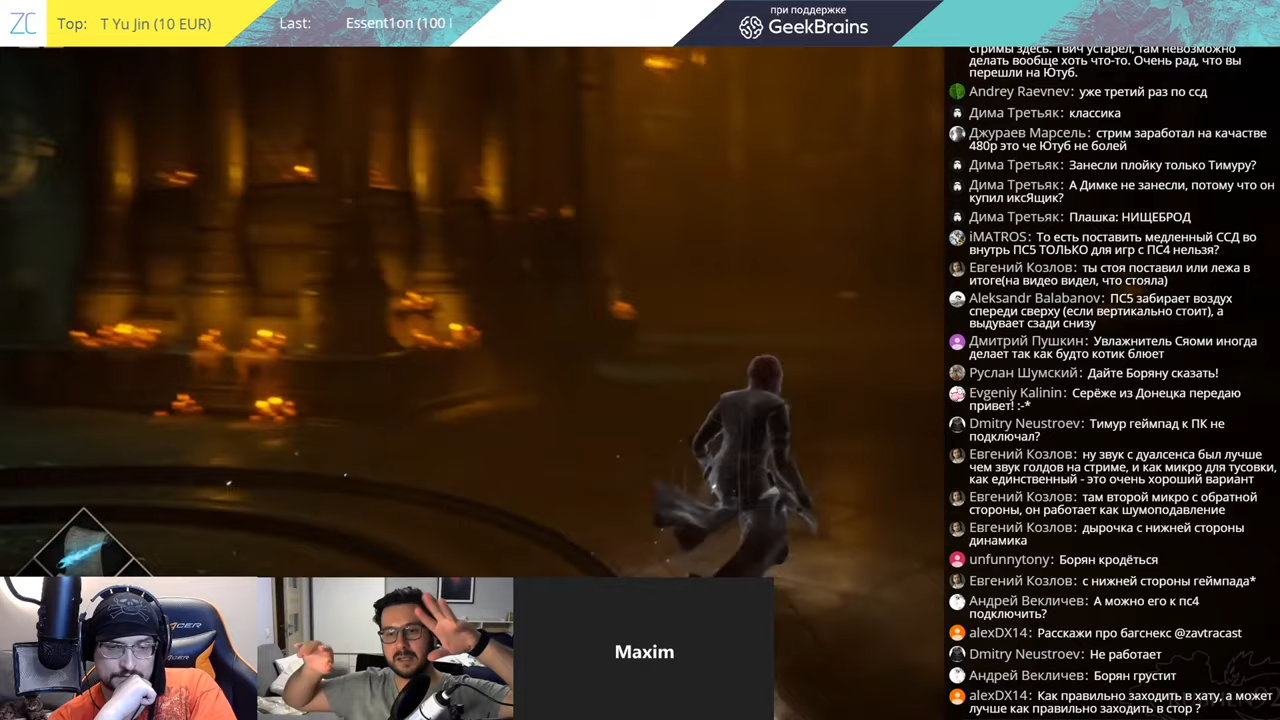 ZC
Top: T Yu Jin (10 EUR)
Last: Essent1on (100
при поддержке
GeekBrains
стримы здесь. Твич устарел, там невозможно
делать вообще хоть что-то. Очень рад, что вы
перешли на Ютуб.
Andrey Raevnev: уже третий раз по ссд
Дима Третьяк: классика
Джураев Марсель: стрим заработал на качастве
480р это че Ютуб не болей
Дима Третьяк: Занесли плойку только Тимуру?
Дима Третьяк: А Димке не занесли, потому что он
купил иксЯщик?
Дима Третьяк: Плашка: НИЩЕБРОД
iMATROS: То есть поставить медленный ССД во
внутрь ПС5 ТОЛЬКО для игр с ПС4 нельзя?
Евгений Козлов: ты стоя поставил или лежа в
итоге(на видео видел, что стояла)
Aleksandr Balabanov: ПС5 забирает воздух
спереди сверху (если вертикально стоит), а
выдувает сзади снизу
Дмитрий Пушкин: Увлажнитель Сяоми иногда
делает так как будто котик блюет
Руслан Шумский: Дайте Боряну сказать!
Evgeniy Kalinin: Серёже из Донецка передаю
привет! :-*
Dmitry Neustroev: Тимур геймпад к ПК не
подключал?
Евгений Козлов: ну звук с дуалсенса был лучше
чем звук голдов на стриме, и как микро для тусовки,
как единственный - это очень хороший вариант
Евгений Козлов: там второй микро с обратной
стороны, он работает как шумоподавление
Евгений Козлов: дырочка с нижней стороны
динамика
unfunnytony: Борян кродёться
Евгений Козлов: с нижней стороны геймпада*
Андрей Векличев: А можно его к пс4
подключить?
alexDX14: Расскажи про багснекс @zavtracast
Dmitry Neustroev: Не работает
Андрей Векличев: Борян грустит
alexDX14: Как правильно заходить в хату, а может
лучше как правильно заходить в стор ?
ACER
ACER
Maxim